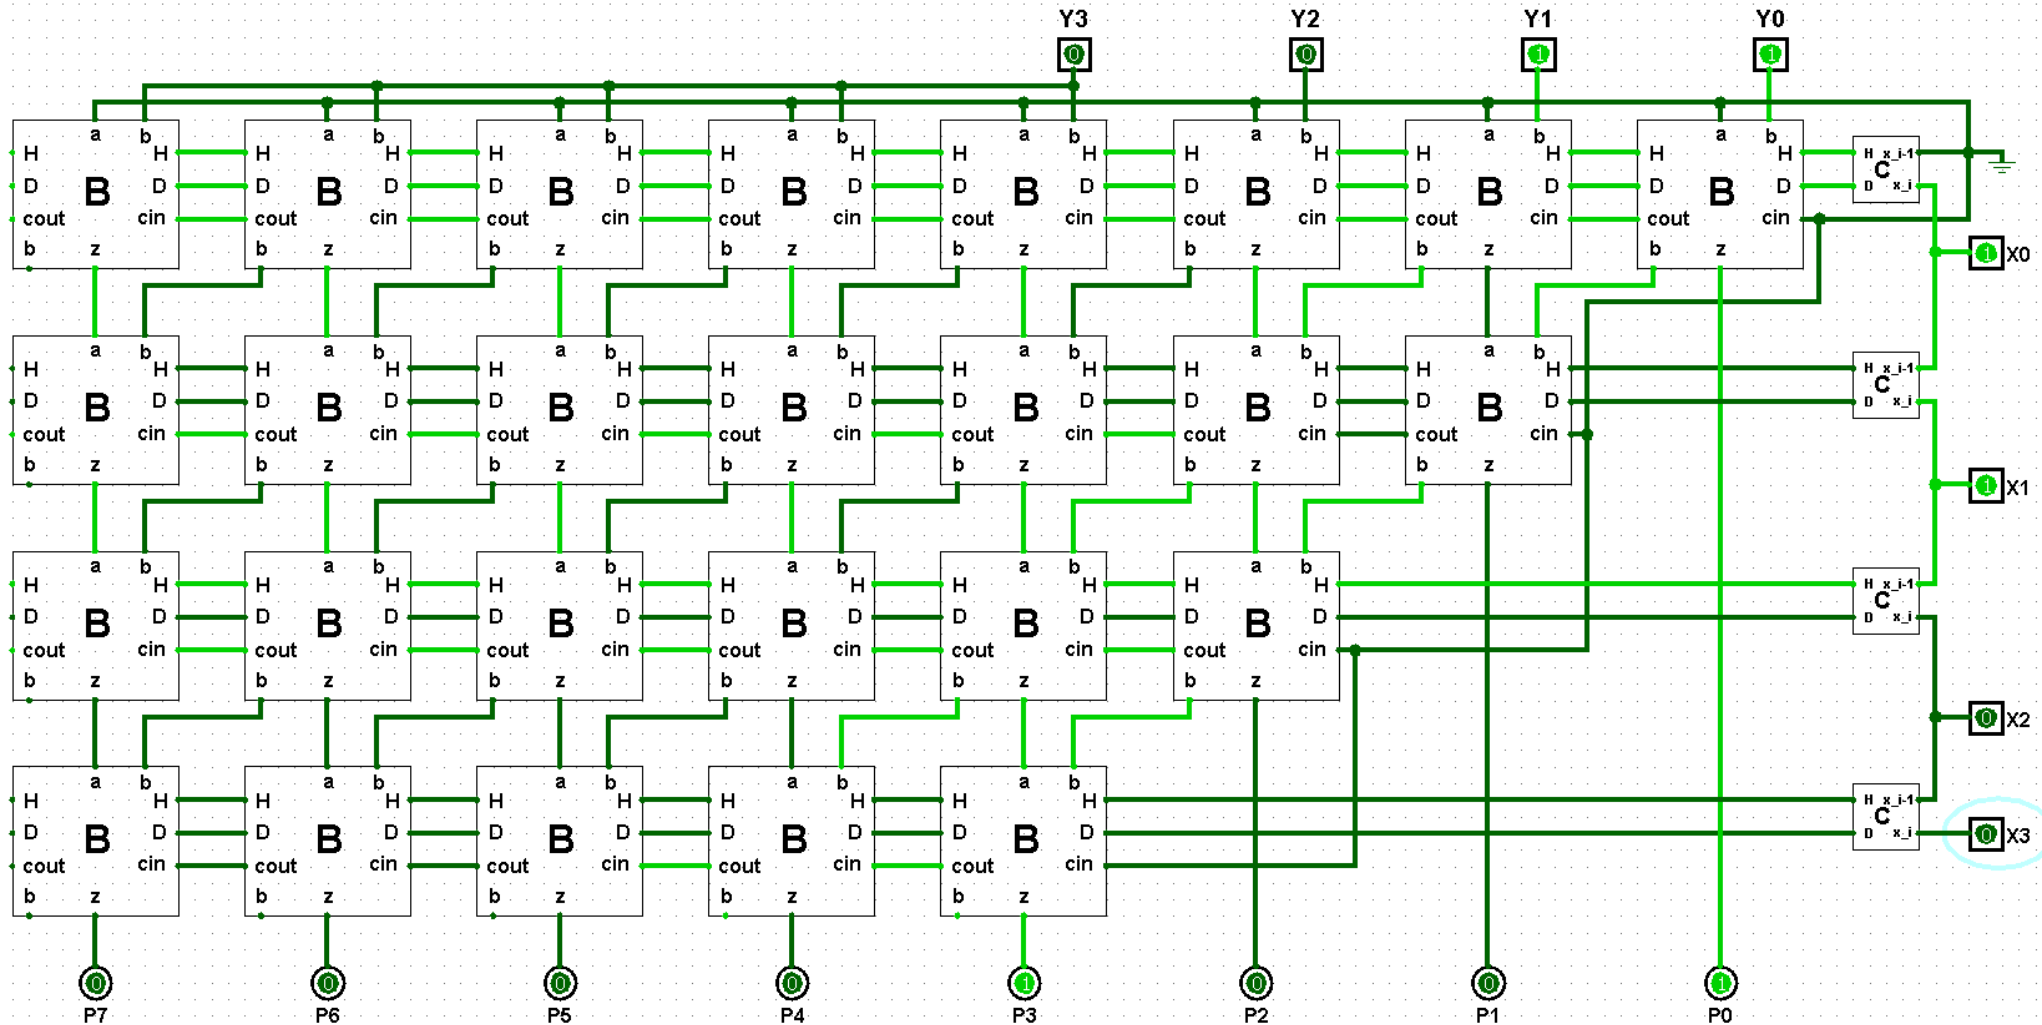 Y3 Y2 Y1 Y0
0 0 1 1
a b a b a b a b a b a b a b a b
H H H H H H H H H H H H H H H H H x_i-1
B B B B B B B B C
D D D D D D D D D D D D D D D D D x_i
cout cin cout cin cout cin cout cin cout cin cout cin cout cin cout cin
b z b z b z b z b z b z b z b z
1 X0
a b a b a b a b a b a b a b
H H H H H H H H H H H H H H H x_i-1
B B B B B B B C
D D D D D D D D D D D D D D D x_i
cout cin cout cin cout cin cout cin cout cin cout cin cout cin
b z b z b z b z b z b z b z
1 X1
a b a b a b a b a b a b
H H H H H H H H H H H H H x_i-1
B B B B B B C
D D D D D D D D D D D D D x_i
cout cin cout cin cout cin cout cin cout cin cout cin
b z b z b z b z b z b z
0 X2
a b a b a b a b a b
H H H H H H H H H H H x_i-1
B B B B B C
D D D D D D D D D D D x_i
0 X3
cout cin cout cin cout cin cout cin cout cin
b z b z b z b z b z
0 0 0 0 1 0 0 1
P7 P6 P5 P4 P3 P2 P1 P0